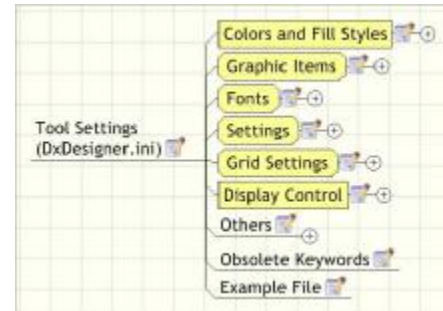 Colors and Fill Styles
Graphic Items
Fonts
Settings
Tool Settings
(DxDesigner.ini)
Grid Settings
Display Control
Others
Obsolete Keywords
Example File